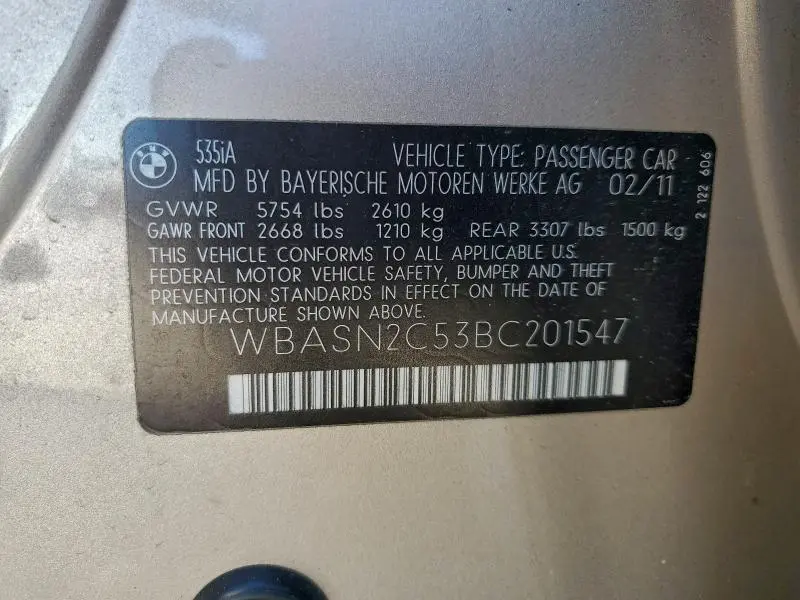 BMW
535iA VEHICLE TYPE: PASSENGER CAR
MFD BY BAYERISCHE MOTOREN WERKE AG 02/11
GVWR 5754 lbs 2610 kg
GAWR FRONT 2668 lbs 1210 kg REAR 3307 lbs 1500 kg
THIS VEHICLE CONFORMS TO ALL APPLICABLE U.S.
FEDERAL MOTOR VEHICLE SAFETY, BUMPER AND THEFT
PREVENTION STANDARDS IN EFFECT ON THE DATE OF
MANUFACTURE SHOWN ABOVE.
WBASN2C53BC201547
2 122 606